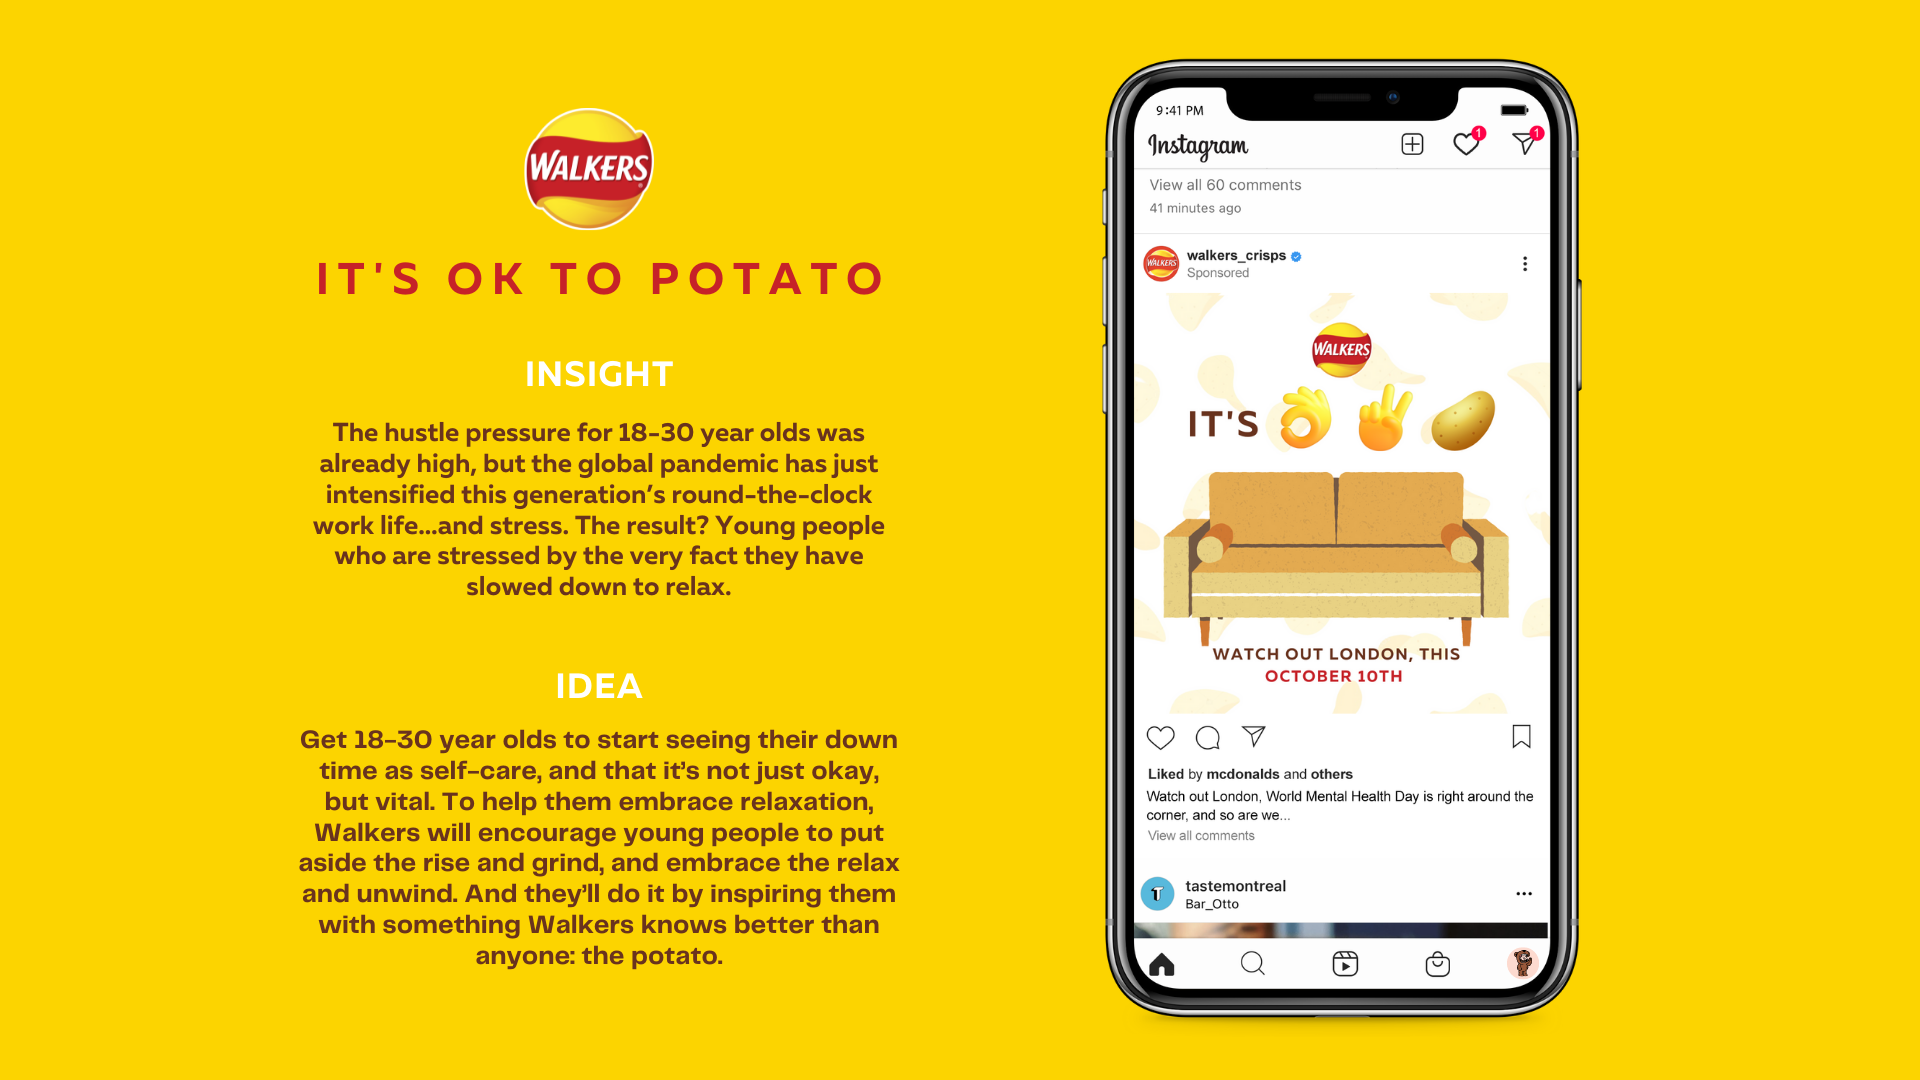 WALKERS
IT'S OK TO POTATO
INSIGHT
The hustle pressure for 18-30 year olds was
already high, but the global pandemic has just
intensified this generation’s round-the-clock
work life...and stress. The result? Young people
who are stressed by the very fact they have
slowed down to relax.
IDEA
Get 18-30 year olds to start seeing their down
time as self-care, and that it’s not just okay,
but vital. To help them embrace relaxation,
Walkers will encourage young people to put
aside the rise and grind, and embrace the relax
and unwind. And they’ll do it by inspiring them
with something Walkers knows better than
anyone: the potato.
9:41 PM
Instagram
1
1
View all 60 comments
41 minutes ago
WALKERS
walkers_crisps
Sponsored
WALKERS
IT'S
WATCH OUT LONDON, THIS
OCTOBER 10TH
Liked by mcdonalds and others
Watch out London, World Mental Health Day is right around the
corner, and so are we...
View all comments
T
tastemontreal
Bar_Otto